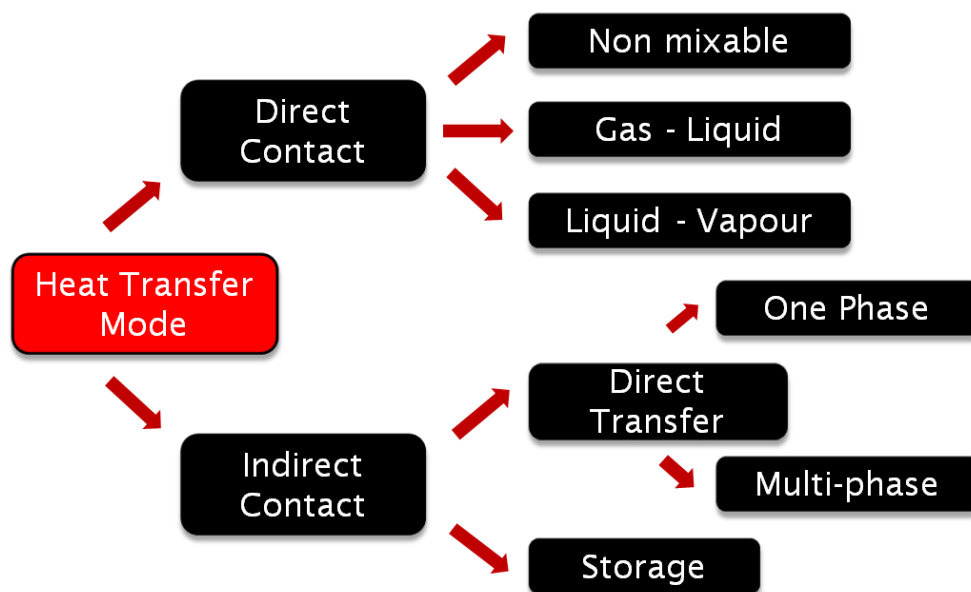 Non mixable
Direct
Contact
Gas - Liquid
Liquid - Vapour
Heat Transfer
Mode
One Phase
Direct
Transfer
Indirect
Contact
Multi-phase
Storage